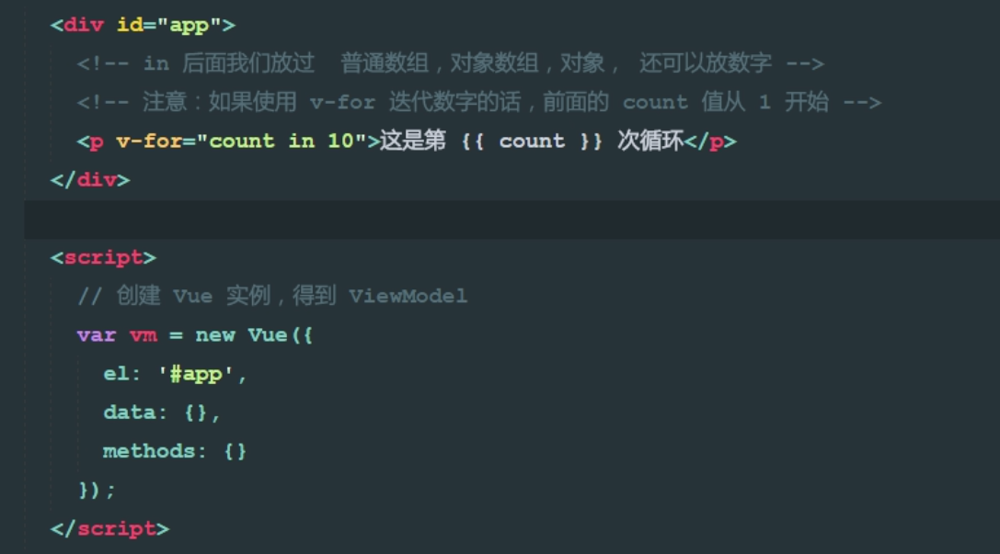 <div id="app">
<!-- in 后面我们放过  普通数组，对象数组，对象， 还可以放数字 -->
<!-- 注意：如果使用 v-for 迭代数字的话，前面的 count 值从 1 开始 -->
<p v-for="count in 10">这是第 {{ count }} 次循环</p>
</div>
<script>
// 创建 Vue 实例，得到 ViewModel
var vm = new Vue({
el: '#app',
data: {},
methods: {}
});
</script>